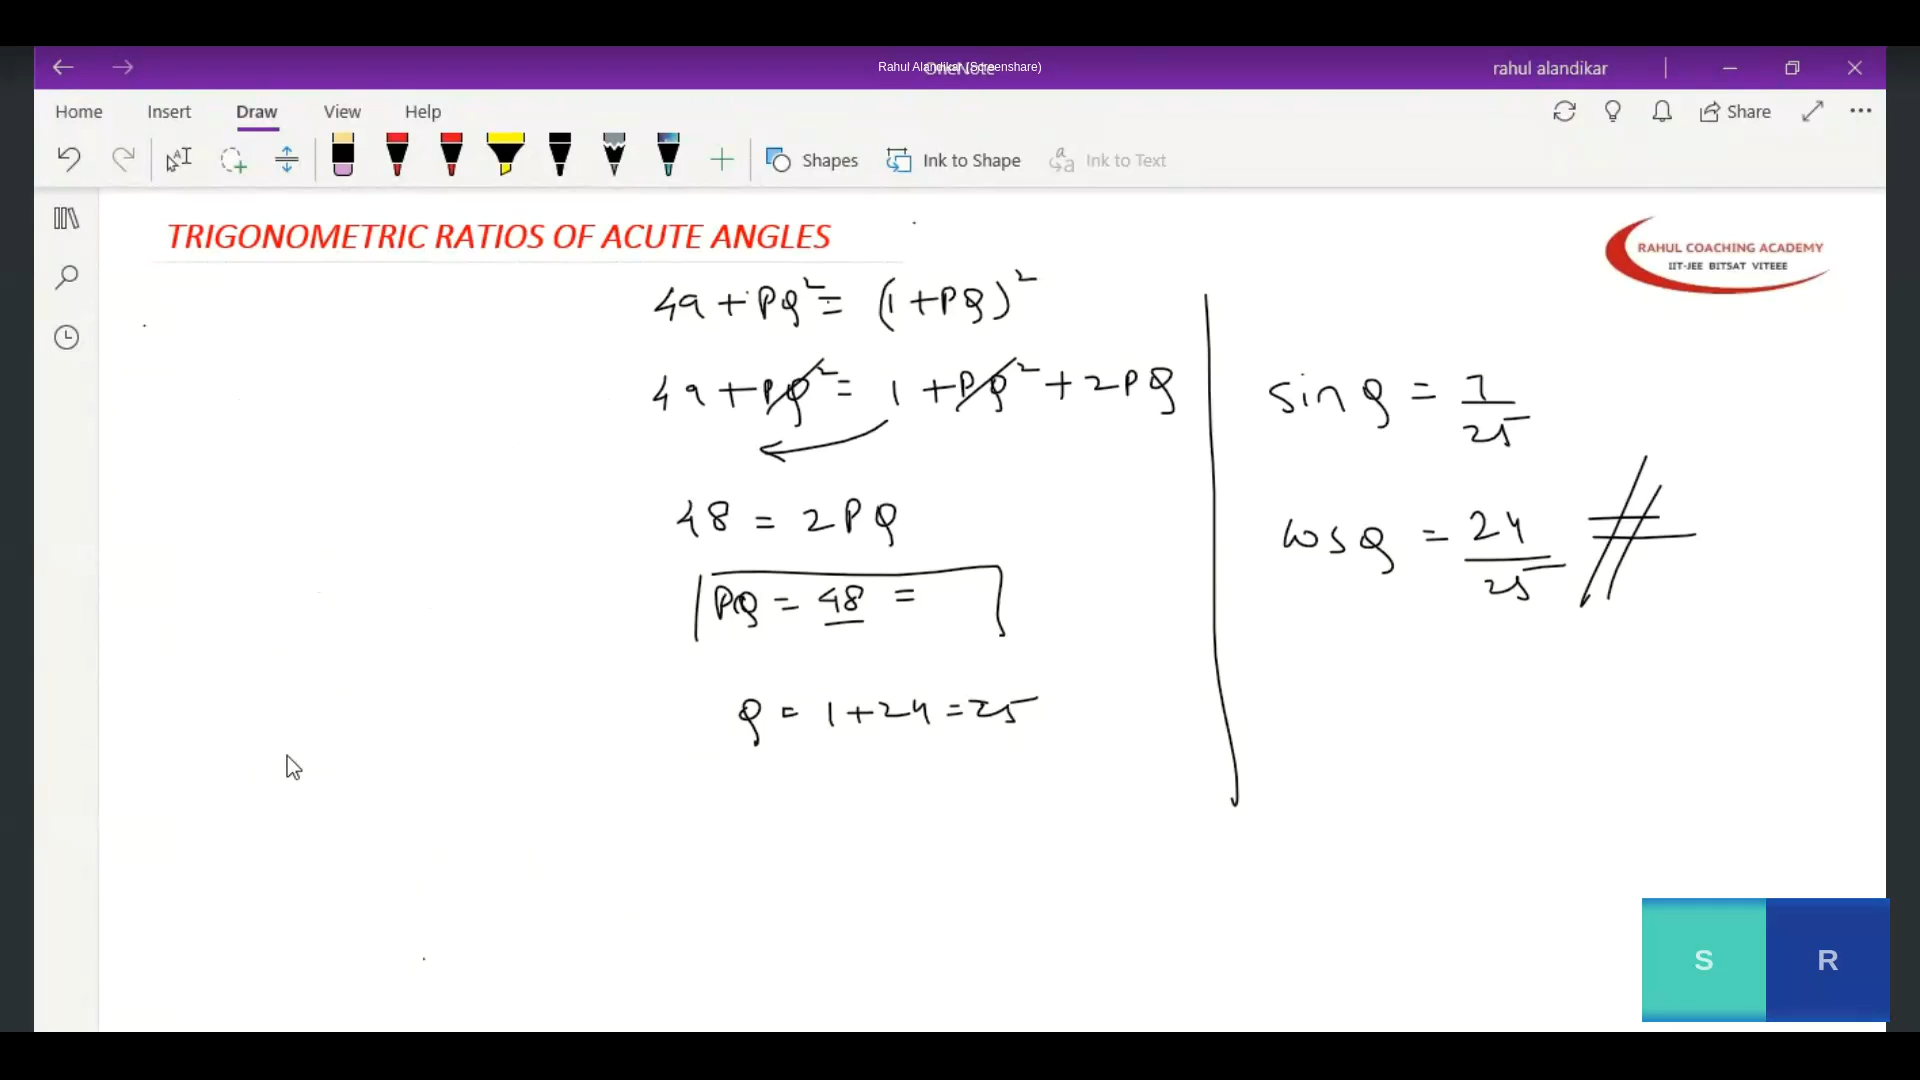 Rahul Alandikar (Screenshare)
OneNote
rahul alandikar
Home Insert Draw View Help
Share
Shapes Ink to Shape Ink to Text
TRIGONOMETRIC RATIOS OF ACUTE ANGLES
RAHUL COACHING ACADEMY
IIT-JEE BITSAT VITEEE
49 + PQ² = (1+PQ)²
49 + PQ² = 1 + PQ² + 2PQ
48 = 2PQ
PQ = 48 =
Q = 1+24 = 25
sin Q = 7/25
cos Q = 24/25
S R